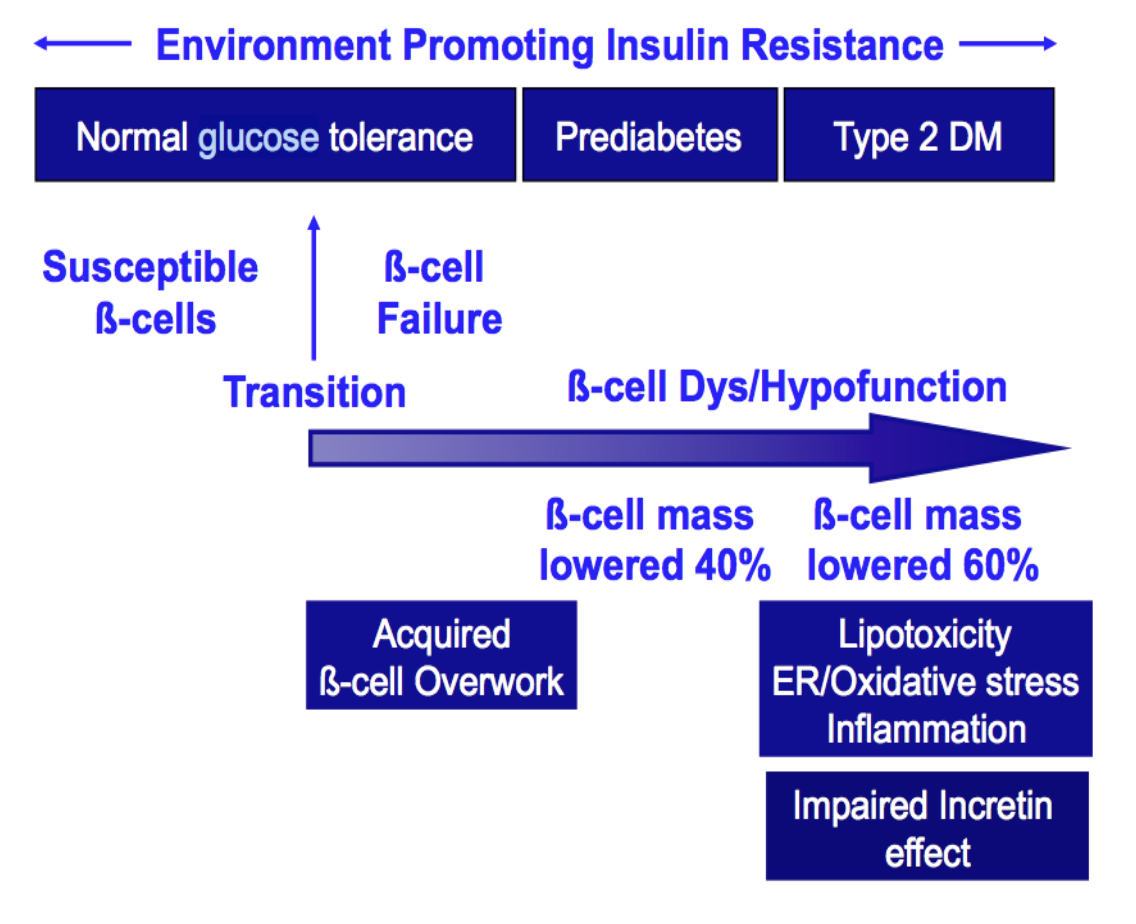 Environment Promoting Insulin Resistance
Normal glucose tolerance
Prediabetes
Type 2 DM
Susceptible
ß-cells
ß-cell
Failure
Transition
ß-cell Dys/Hypofunction
ß-cell mass
lowered 40%
ß-cell mass
lowered 60%
Acquired
ß-cell Overwork
Lipotoxicity
ER/Oxidative stress
Inflammation
Impaired Incretin
effect